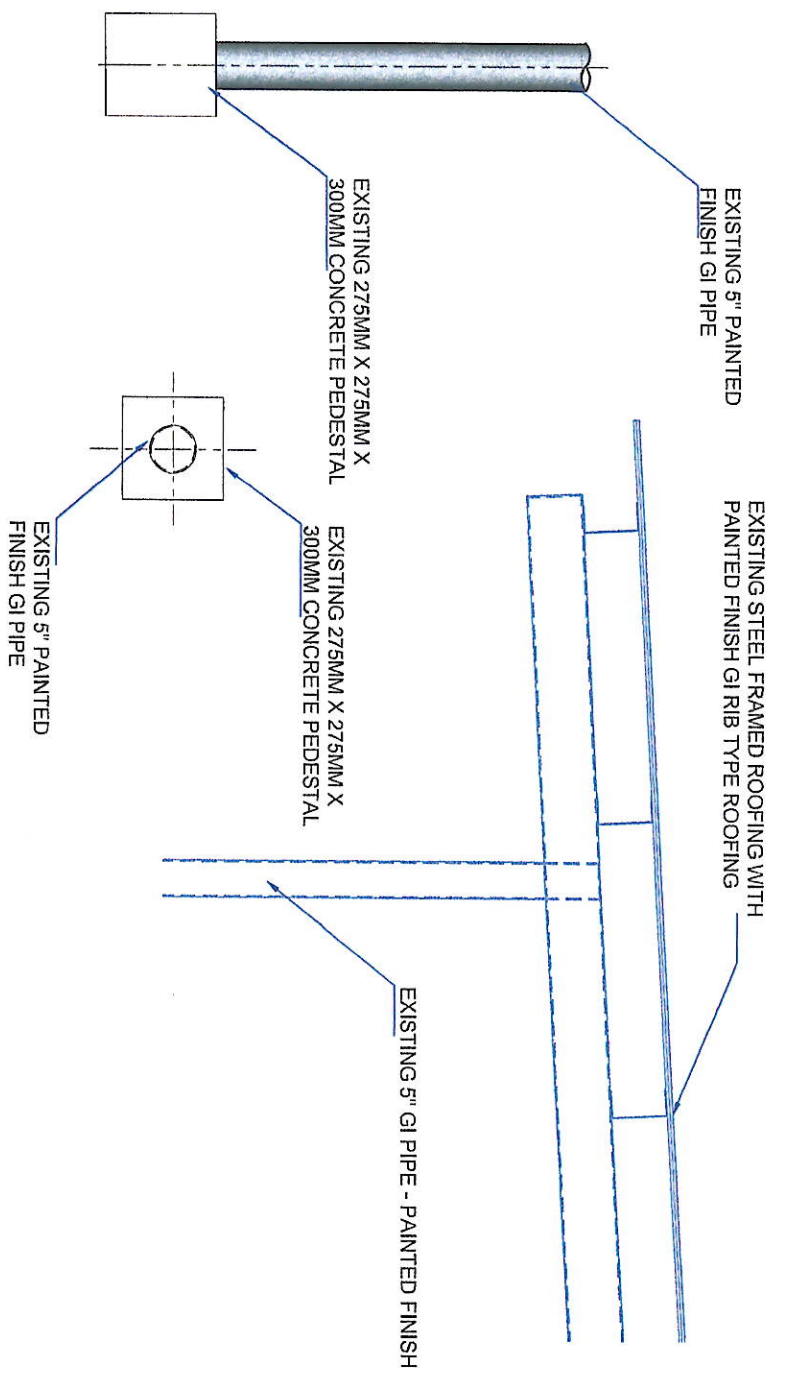 EXISTING 5" PAINTED
FINISH GI PIPE
EXISTING 275MM X 275MM X
300MM CONCRETE PEDESTAL
EXISTING STEEL FRAMED ROOFING WITH
PAINTED FINISH GI RIB TYPE ROOFING
EXISTING 275MM X 275MM X
300MM CONCRETE PEDESTAL
EXISTING 5" PAINTED
FINISH GI PIPE
EXISTING 5" GI PIPE - PAINTED FINISH